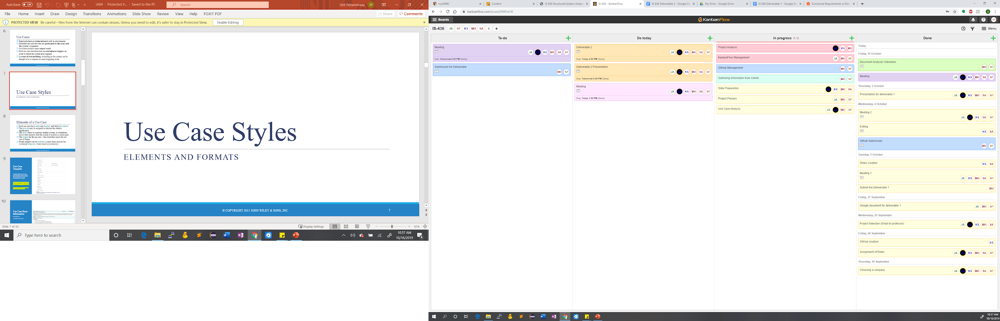 AutoSave Off
ch04 - Protected V... - Saved to this PC
Search
Siril Pattammady SP
File Home Insert Draw Design Transitions Animations Slide Show Review View Help FOXIT PDF
Share Comments
PROTECTED VIEW Be careful—files from the Internet can contain viruses. Unless you need to edit, it's safer to stay in Protected View. Enable Editing
6
Use Cases
Represents how a system interacts with its environment
Illustrates the activities that are performed by the users and
the system's responses.
Activities produce some output result
Each use case describes how an external user triggers an
event to which the system must respond.
In event-driven modeling, everything in the system can be
thought of as a response to some triggering event
7
Use Case Styles
ELEMENTS AND FORMATS
8
Elements of a Use Case
Each use case has a name and number, and brief description.
The priority may be assigned to indicate the relative
significance.
The actor refers to a person, another system, or a hardware
device that interacts with the system to achieve a useful goal.
The trigger for the use case – the event that causes the use
case to begin.
Events triggers can be external
9
Use-Case
Template
10
Use Case Basic
Information
Use Case Styles
ELEMENTS AND FORMATS
© COPYRIGHT 2015 JOHN WILEY & SONS, INC.
7
Slide 7 of 33
Display Settings
92%
Type here to search
10:57 AM
10/16/2019
4
myUMBC
Content
IS 436 Structured System Analys
IS-436 - KanbanFlow
IS 436 Deliverable 2 - Google Do
My Drive - Google Drive
IS 436 Deliverable 1 - Google Do
Functional Requirements vs Non
kanbanflow.com/board/RMFwH8
Boards
KanbanFlow
SP
IS-436 JA SP KS MH SA 6 +
Menu
To-do
Meeting
JA KS MH SA SP
Due: Tomorrow 5:00 PM (Done)
Submission for Deliverable
MH SP
Do today
Deliverable 2
JA KS MH SA SP
Due: Today 4:00 PM (Done)
Deliverable 2 Presentation
JA KS MH SA SP
Due: Tomorrow 5:00 PM (Done)
Meeting
JA KS MH SA SP
Due: Today 1:00 PM (Done)
In progress 7 / 3
Project Analysis
KS MH
KanbanFlow Management
JA MH SP
GitHub Management
MH SP
Gathering Information from Clients
MH SP
Slide Preparation
KS MH SA
Project Process
JA MH SP
Use Case Analysis
JA MH SP
Done
Today
Friday, 11 October
Document Analysis/ Interviews
MH SP
Meeting
JA KS MH SA SP
Thursday, 3 October
Presentation for deliverable 1
JA KS MH SA SP
Wednesday, 2 October
Meeting 2
JA KS SA SP
Editing
KS SA
Github Submission
MH SP
Tuesday, 1 October
Slides creation
KS SA
Meeting 1
JA KS MH SA SP
Submit the Deliverable 1
MH
Friday, 27 September
Google document for deliverable 1
JA MH SP
Wednesday, 25 September
Project Selection (Email to professor)
JA KS MH SA
Friday, 20 September
GitHub creation
KS
Assignment of Roles
JA KS MH SA SP
Thursday, 19 September
Choosing a company
JA KS MH SA SP
10:57 AM
10/16/2019